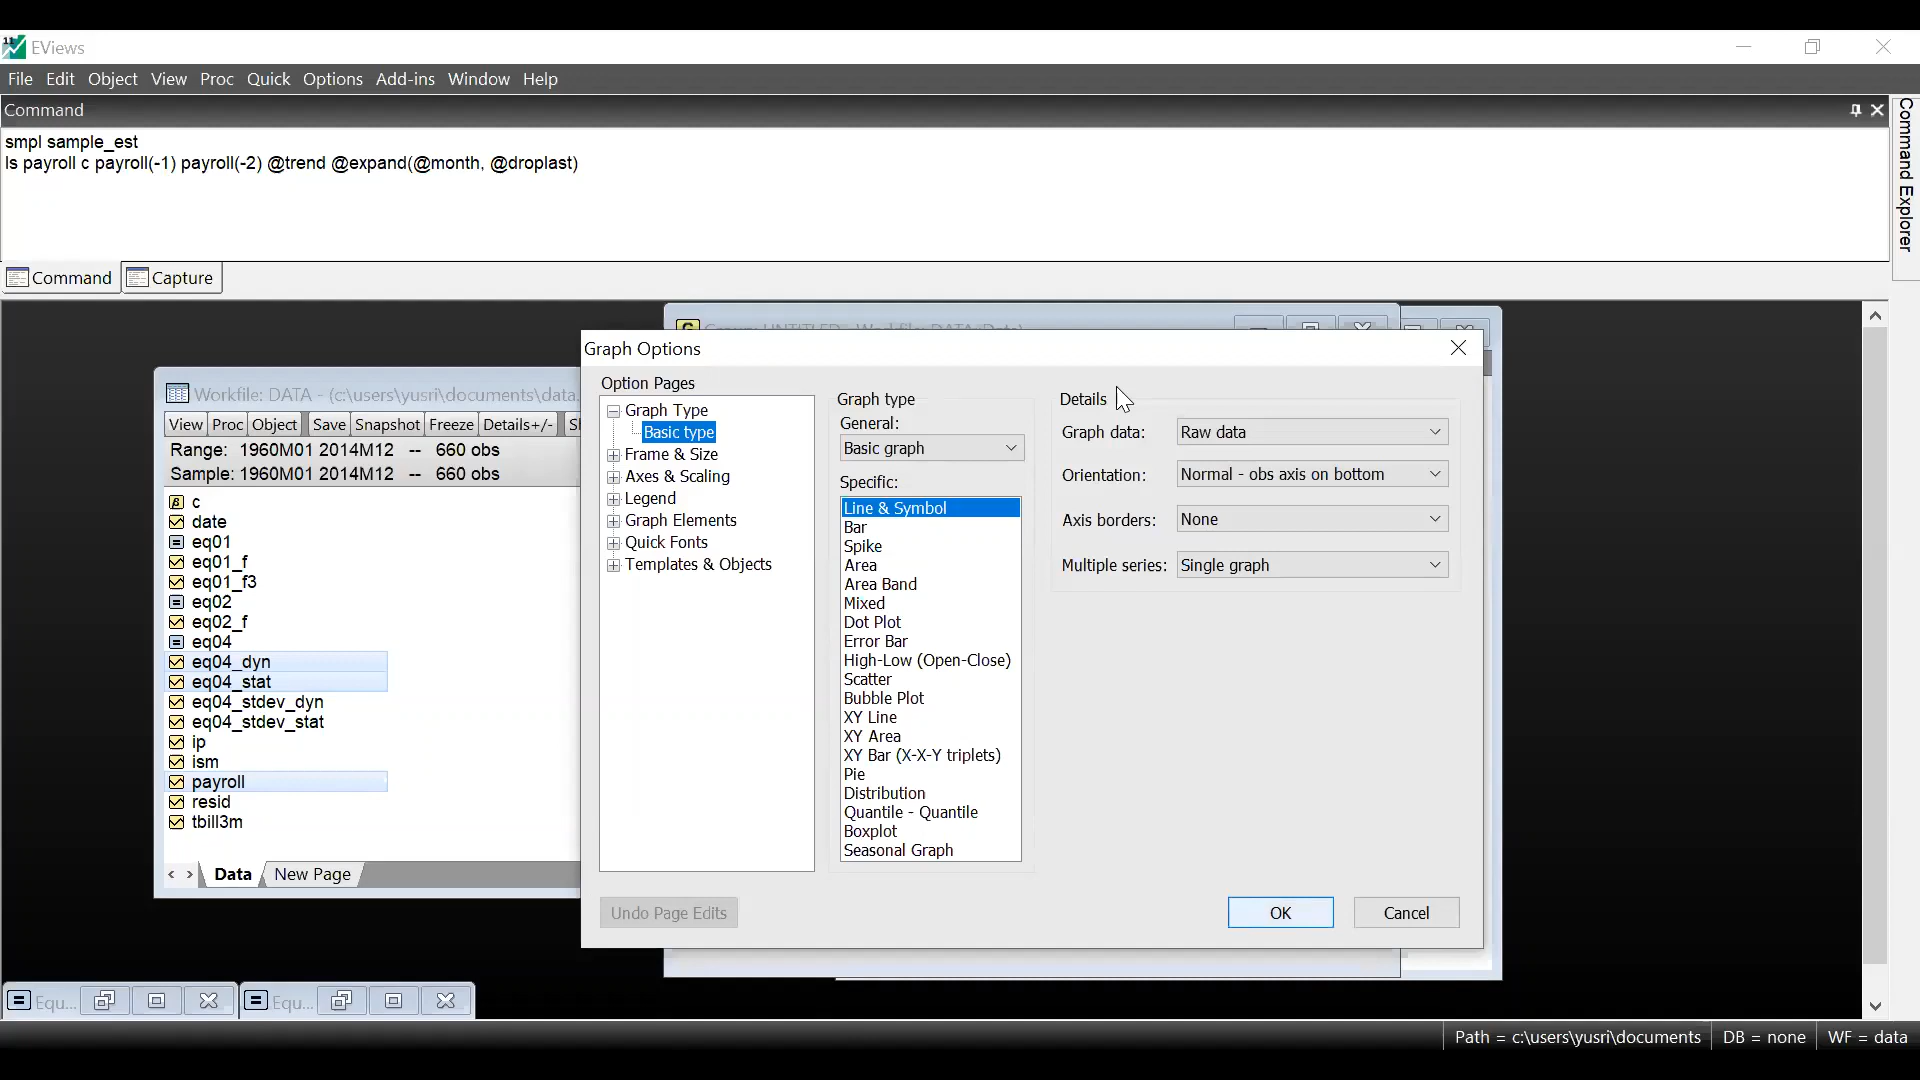 EViews
File Edit Object View Proc Quick Options Add-ins Window Help
Command
smpl sample_est
ls payroll c payroll(-1) payroll(-2) @trend @expand(@month, @droplast)
Command Explorer
Command Capture
Group: UNTITLED - Workfile: DATA::Data\
Graph Options
Option Pages
Graph Type
Basic type
Frame & Size
Axes & Scaling
Legend
Graph Elements
Quick Fonts
Templates & Objects
Graph type
General:
Basic graph
Specific:
Line & Symbol
Bar
Spike
Area
Area Band
Mixed
Dot Plot
Error Bar
High-Low (Open-Close)
Scatter
Bubble Plot
XY Line
XY Area
XY Bar (X-X-Y triplets)
Pie
Distribution
Quantile - Quantile
Boxplot
Seasonal Graph
Details
Graph data: Raw data
Orientation: Normal - obs axis on bottom
Axis borders: None
Multiple series: Single graph
Undo Page Edits
OK
Cancel
Workfile: DATA - (c:\users\yusri\documents\data.
View Proc Object Save Snapshot Freeze Details+/- Sh
Range: 1960M01 2014M12 -- 660 obs
Sample: 1960M01 2014M12 -- 660 obs
c
date
eq01
eq01_f
eq01_f3
eq02
eq02_f
eq04
eq04_dyn
eq04_stat
eq04_stdev_dyn
eq04_stdev_stat
ip
ism
payroll
resid
tbill3m
Data New Page
Equ... Equ...
Path = c:\users\yusri\documents DB = none WF = data